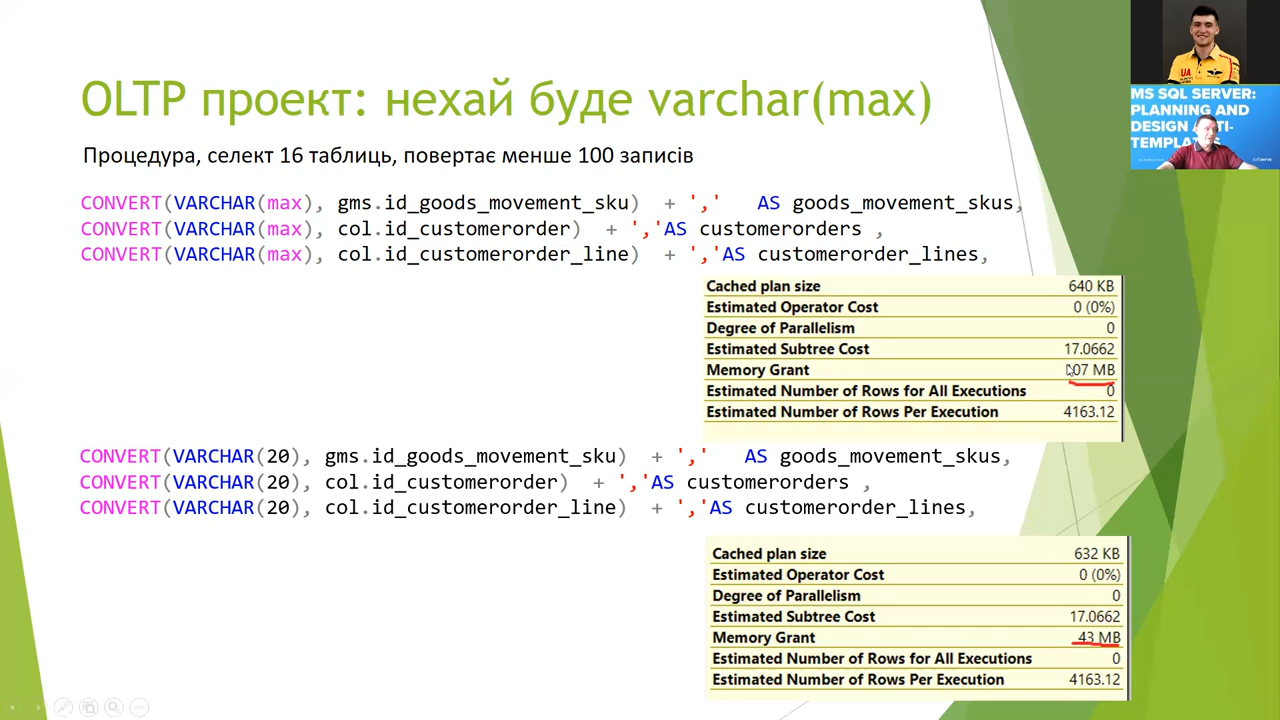 OLTP проект: нехай буде varchar(max)
Процедура, селект 16 таблиць, повертає менше 100 записів
CONVERT(VARCHAR(max), gms.id_goods_movement_sku) + ',' AS goods_movement_skus,
CONVERT(VARCHAR(max), col.id_customerorder) + ','AS customerorders ,
CONVERT(VARCHAR(max), col.id_customerorder_line) + ','AS customerorder_lines,
Cached plan size 640 KB
Estimated Operator Cost 0 (0%)
Degree of Parallelism 0
Estimated Subtree Cost 17.0662
Memory Grant MB
Estimated Number of Rows for All Executions 0
Estimated Number of Rows Per Execution 4163.12
CONVERT(VARCHAR(20), gms.id_goods_movement_sku) + ',' AS goods_movement_skus,
CONVERT(VARCHAR(20), col.id_customerorder) + ','AS customerorders ,
CONVERT(VARCHAR(20), col.id_customerorder_line) + ','AS customerorder_lines,
Cached plan size 632 KB
Estimated Operator Cost 0 (0%)
Degree of Parallelism 0
Estimated Subtree Cost 17.0662
Memory Grant 43 MB
Estimated Number of Rows for All Executions 0
Estimated Number of Rows Per Execution 4163.12
UA
MS SQL SERVER:
PLANNING AND
DESIGN